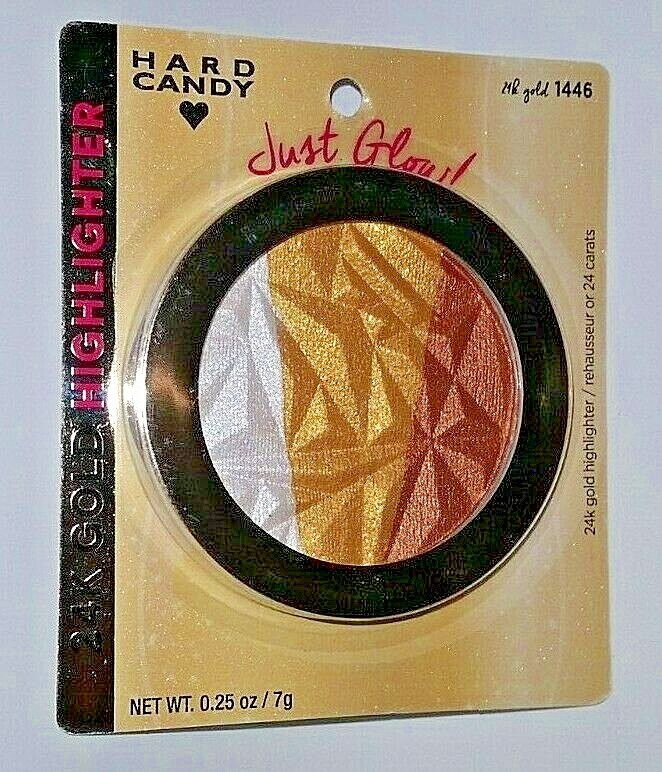 HARD
CANDY
24k gold 1446
Just Glow!
24K GOLD HIGHLIGHTER
24k gold highlighter / rehausseur or 24 carats
NET WT. 0.25 oz / 7g